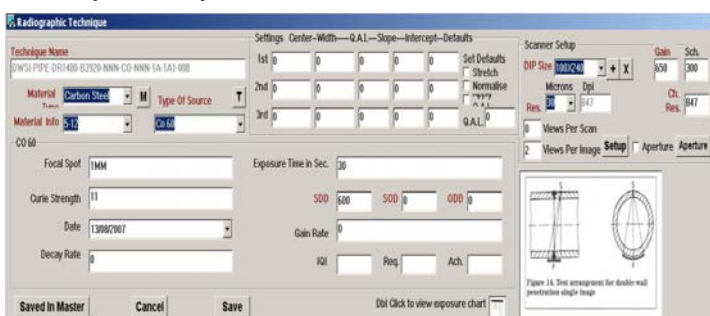 Radiographic Technique
Technique Name
DWSI-PIPE-DR1400-B3920-NNN-CO-NNN-1A-1A1-008
Material Carbon Steel M Type Of Source T
Material Info 5-12 Co 60
Settings Center-Width Q.A.I. Slope-Intercept-Defaults
1st 0 0 0 0 Set Defaults
Stretch
2nd 0 0 0 0 Normalise
3rd 0 0 0 0 Q.A.I. 0
Scanner Setup
Gain Sch.
DIP Size 100X240 + X 650 300
Microns Dpi Ch.
Res. 30 847 Res. 847
0 Views Per Scan
2 Views Per Image Setup Aperture Aperture
CO 60
Focal Spot 1MM
Curie Strength 11
Date 13/08/2007
Decay Rate 0
Exposure Time in Sec. 30
SDD 600 SOD 0 ODD 0
Gain Rate 0
IQI Req. Ach.
Figure 14. Test arrangement for double wall
penetration single image
Saved In Master Cancel Save Dbl Click to view exposure chart